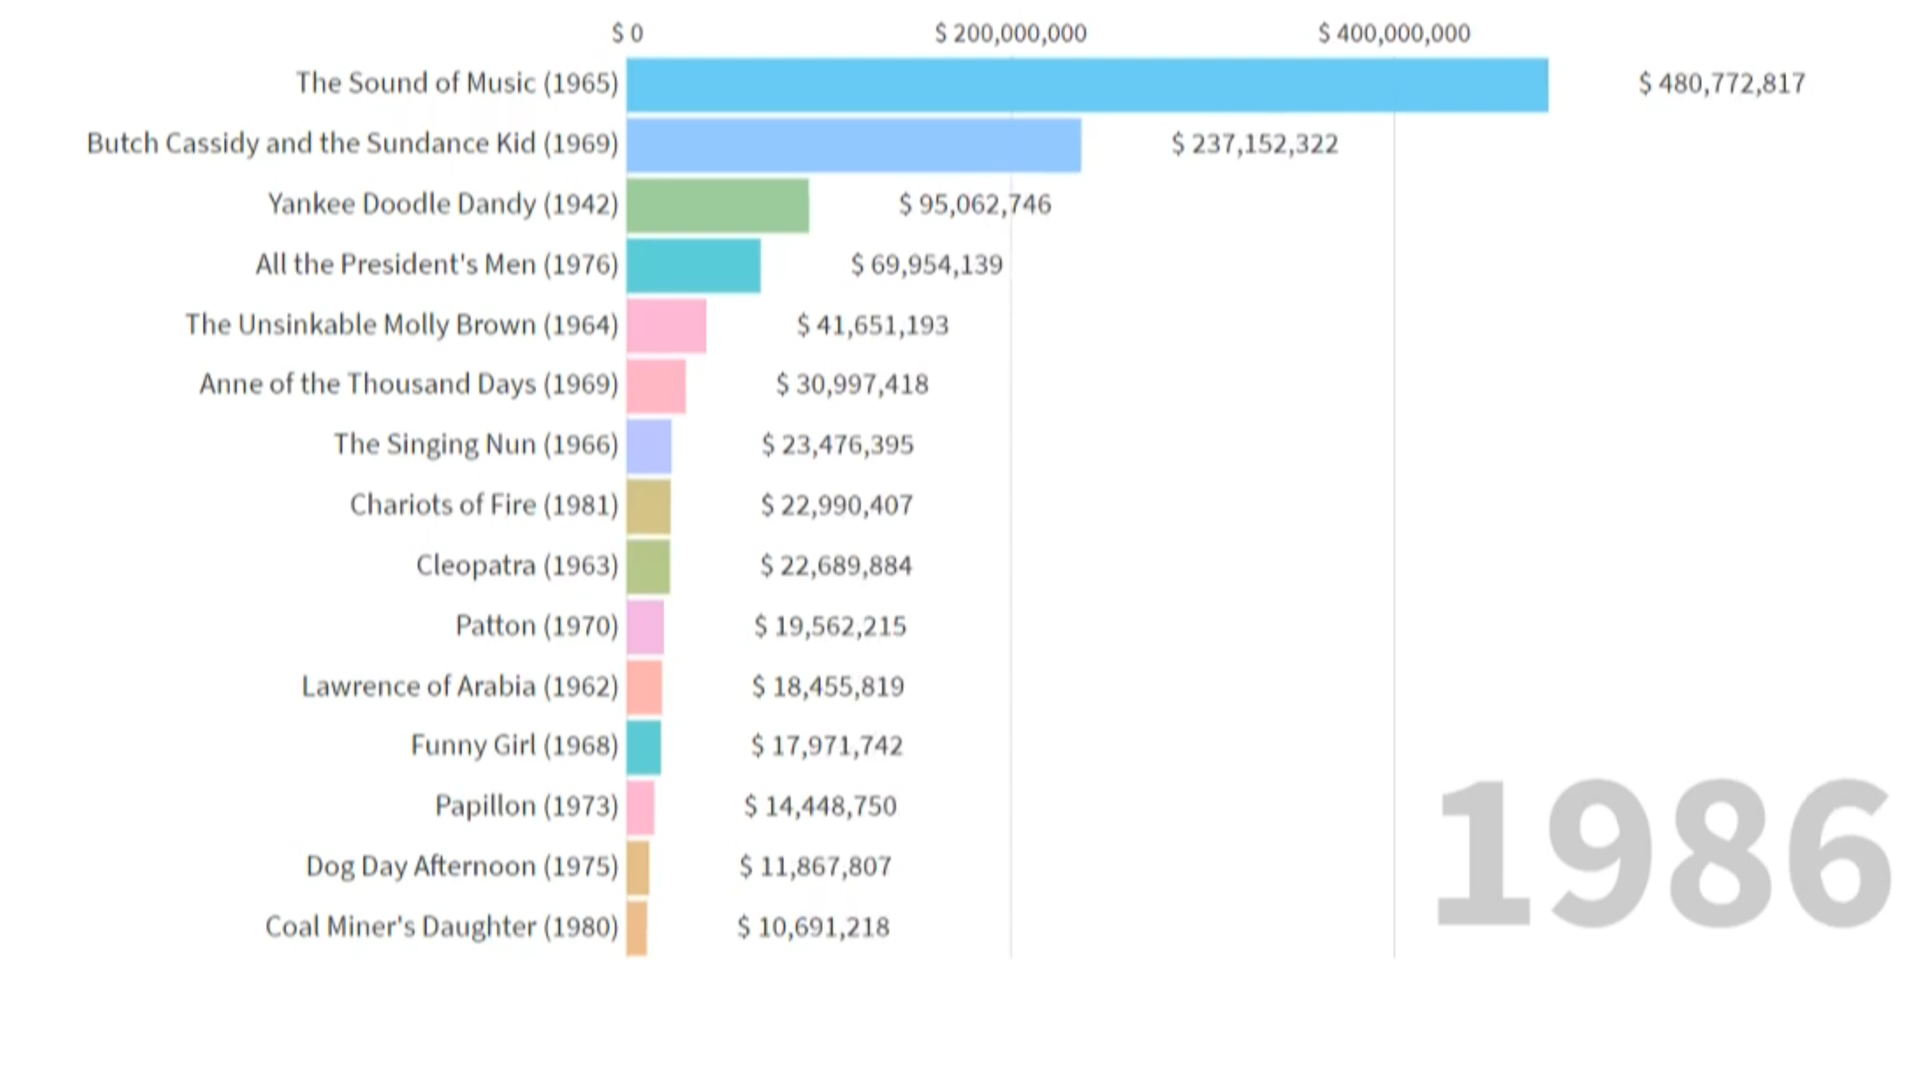 $ 0 $ 200,000,000 $ 400,000,000
The Sound of Music (1965) $ 480,772,817
Butch Cassidy and the Sundance Kid (1969) $ 237,152,322
Yankee Doodle Dandy (1942) $ 95,062,746
All the President's Men (1976) $ 69,954,139
The Unsinkable Molly Brown (1964) $ 41,651,193
Anne of the Thousand Days (1969) $ 30,997,418
The Singing Nun (1966) $ 23,476,395
Chariots of Fire (1981) $ 22,990,407
Cleopatra (1963) $ 22,689,884
Patton (1970) $ 19,562,215
Lawrence of Arabia (1962) $ 18,455,819
Funny Girl (1968) $ 17,971,742
Papillon (1973) $ 14,448,750
Dog Day Afternoon (1975) $ 11,867,807
Coal Miner's Daughter (1980) $ 10,691,218
1986